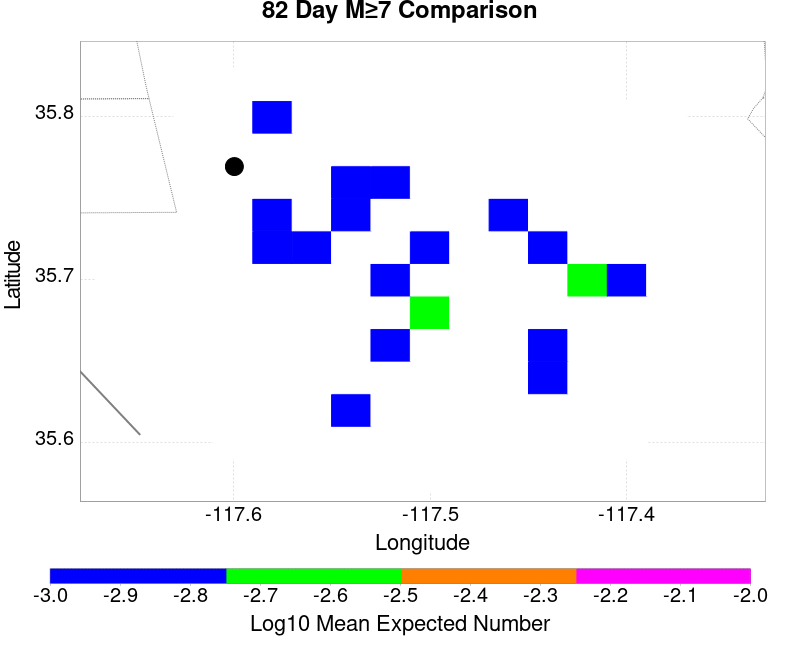 82 Day M≥7 Comparison
35.8
35.7
35.6
Latitude
-117.6 -117.5 -117.4
Longitude
-3.0 -2.9 -2.8 -2.7 -2.6 -2.5 -2.4 -2.3 -2.2 -2.1 -2.0
Log10 Mean Expected Number